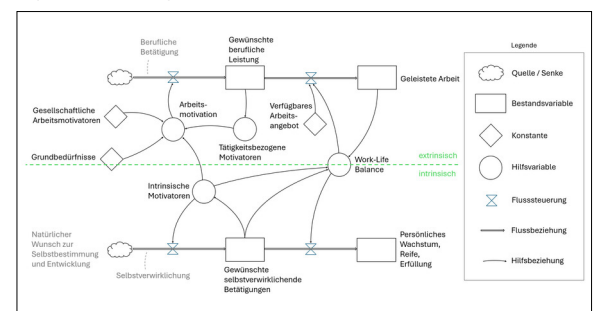 Berufliche
Betätigung
Gewünschte
berufliche
Leistung
Geleistete Arbeit
Gesellschaftliche
Arbeitsmotivatoren
Arbeits-
motivation
Verfügbares
Arbeits-
angebot
Tätigkeitsbezogene
Motivatoren
Grundbedürfnisse
Work-Life
Balance
extrinsisch
intrinsisch
Intrinsische
Motivatoren
Natürlicher
Wunsch zur
Selbstbestimmung
und Entwicklung
Selbstverwirklichung
Gewünschte
selbstverwirklichende
Betätigungen
Persönliches
Wachstum,
Reife,
Erfüllung
Legende
Quelle / Senke
Bestandsvariable
Konstante
Hilfsvariable
Flusssteuerung
Flussbeziehung
Hilfsbeziehung